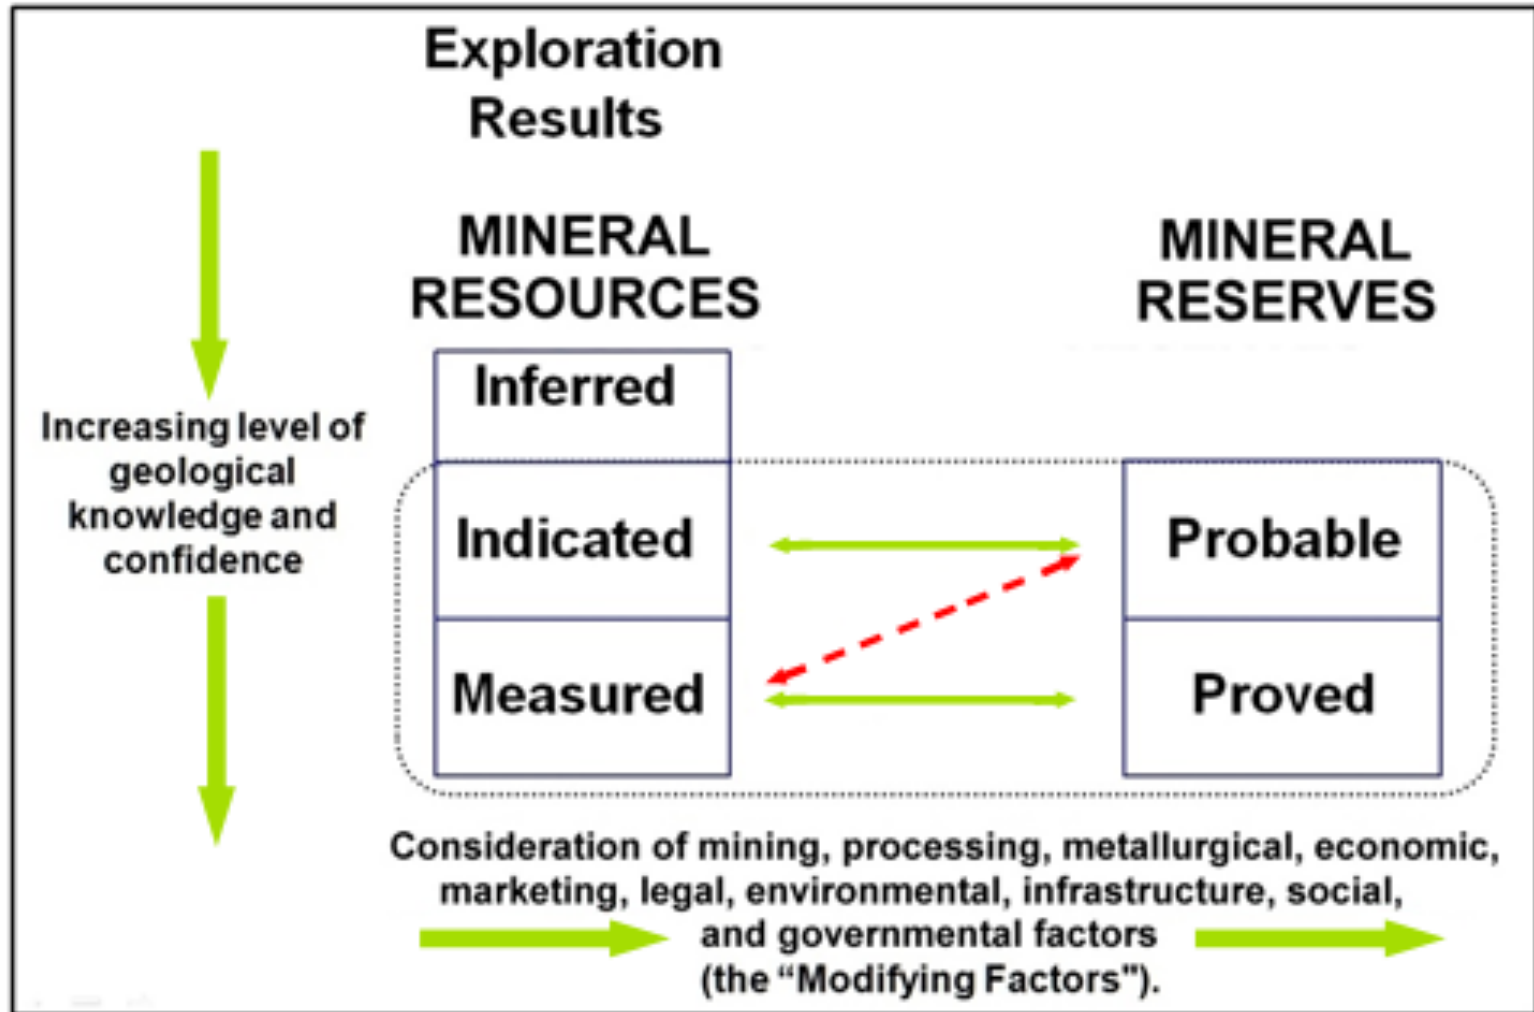 Exploration
Results
MINERAL
RESOURCES
MINERAL
RESERVES
Inferred
Increasing level of
geological
knowledge and
confidence
Indicated
Probable
Measured
Proved
Consideration of mining, processing, metallurgical, economic,
marketing, legal, environmental, infrastructure, social,
and governmental factors
(the “Modifying Factors").